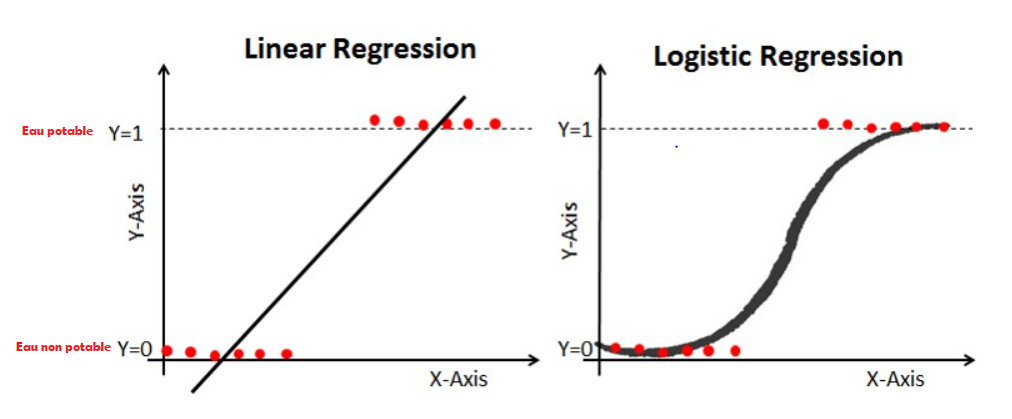 Linear Regression
Eau potable
Y=1
Y-Axis
Eau non potable
Y=0
X-Axis
Logistic Regression
Y=1
Y-Axis
Y=0
X-Axis